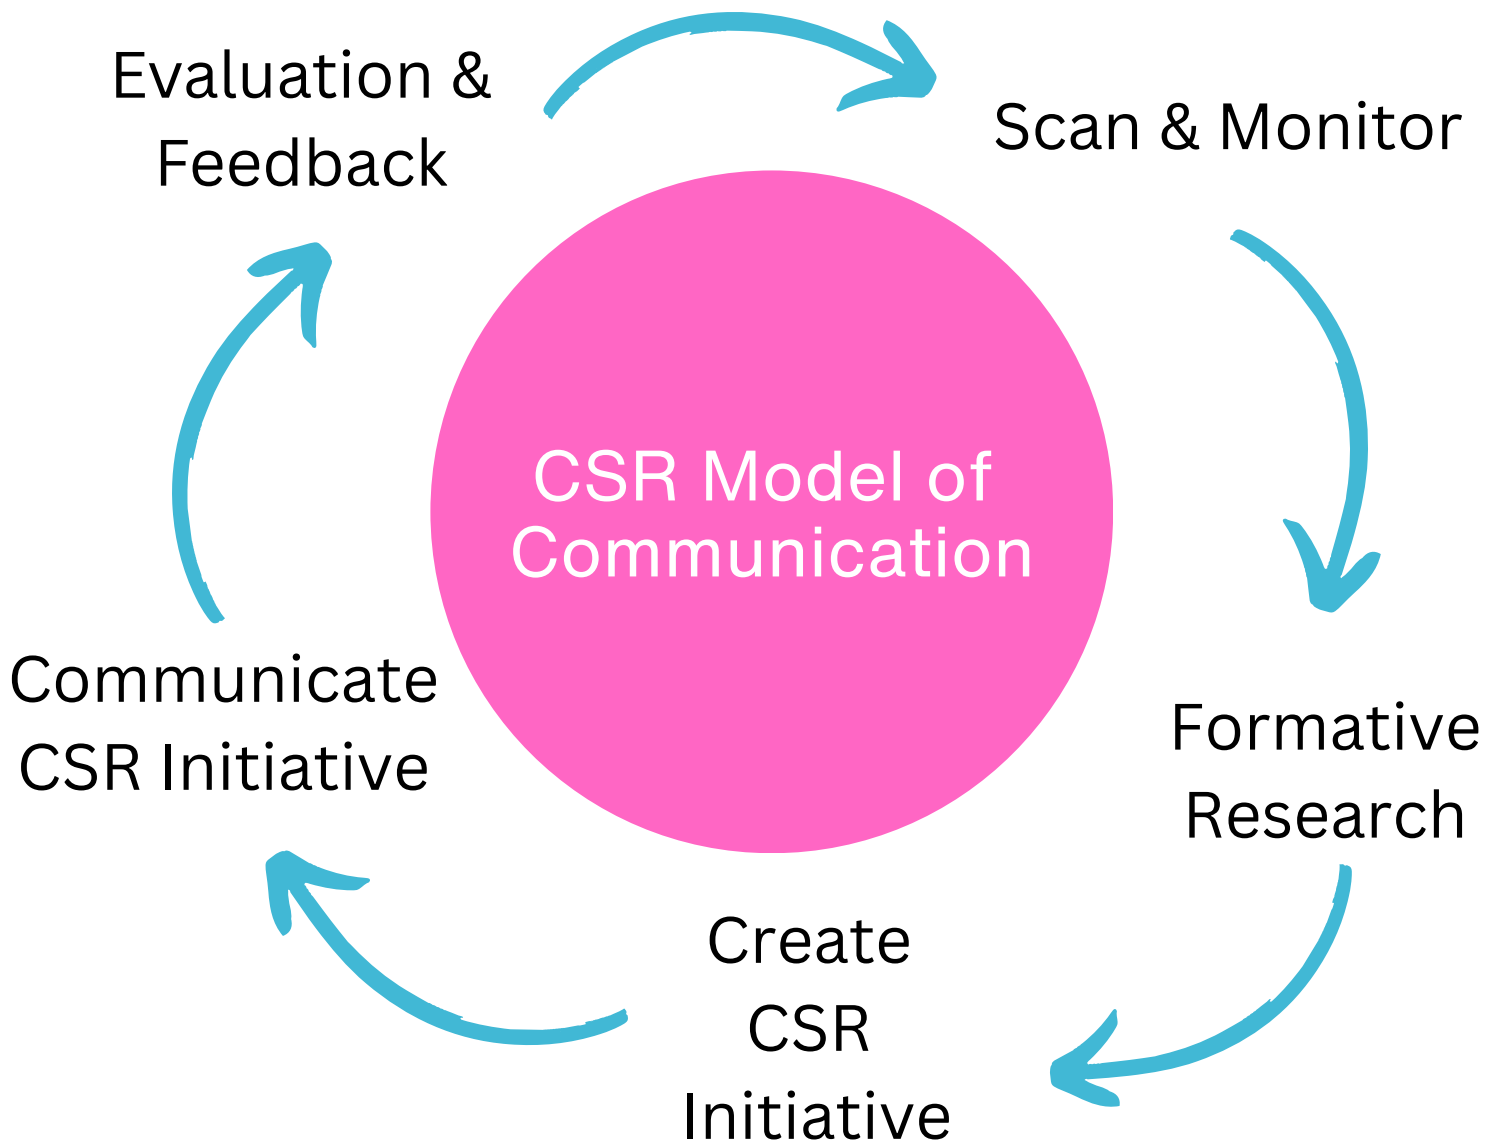 Evaluation &
Feedback
Scan & Monitor
CSR Model of
Communication
Communicate
CSR Initiative
Formative
Research
Create
CSR
Initiative